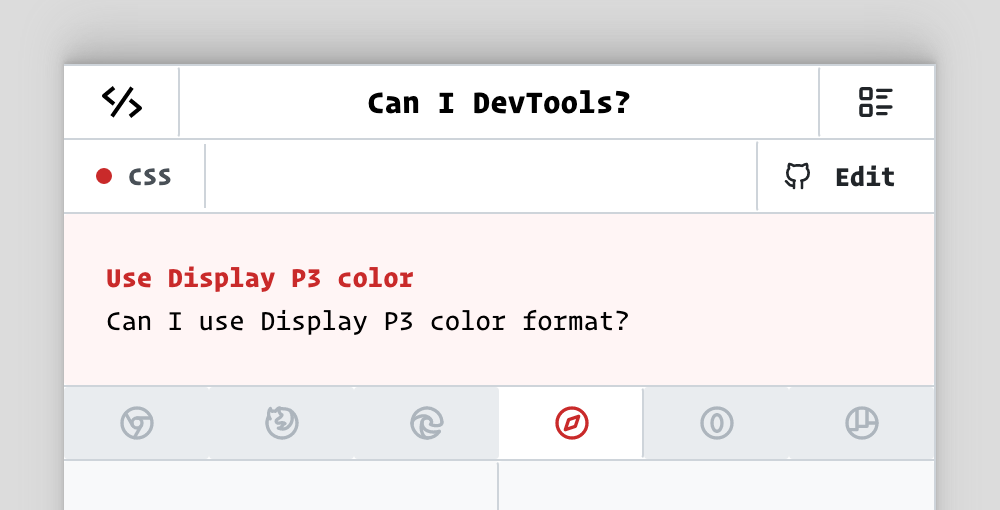 Can I DevTools?
CSS
Edit
Use Display P3 color
Can I use Display P3 color format?